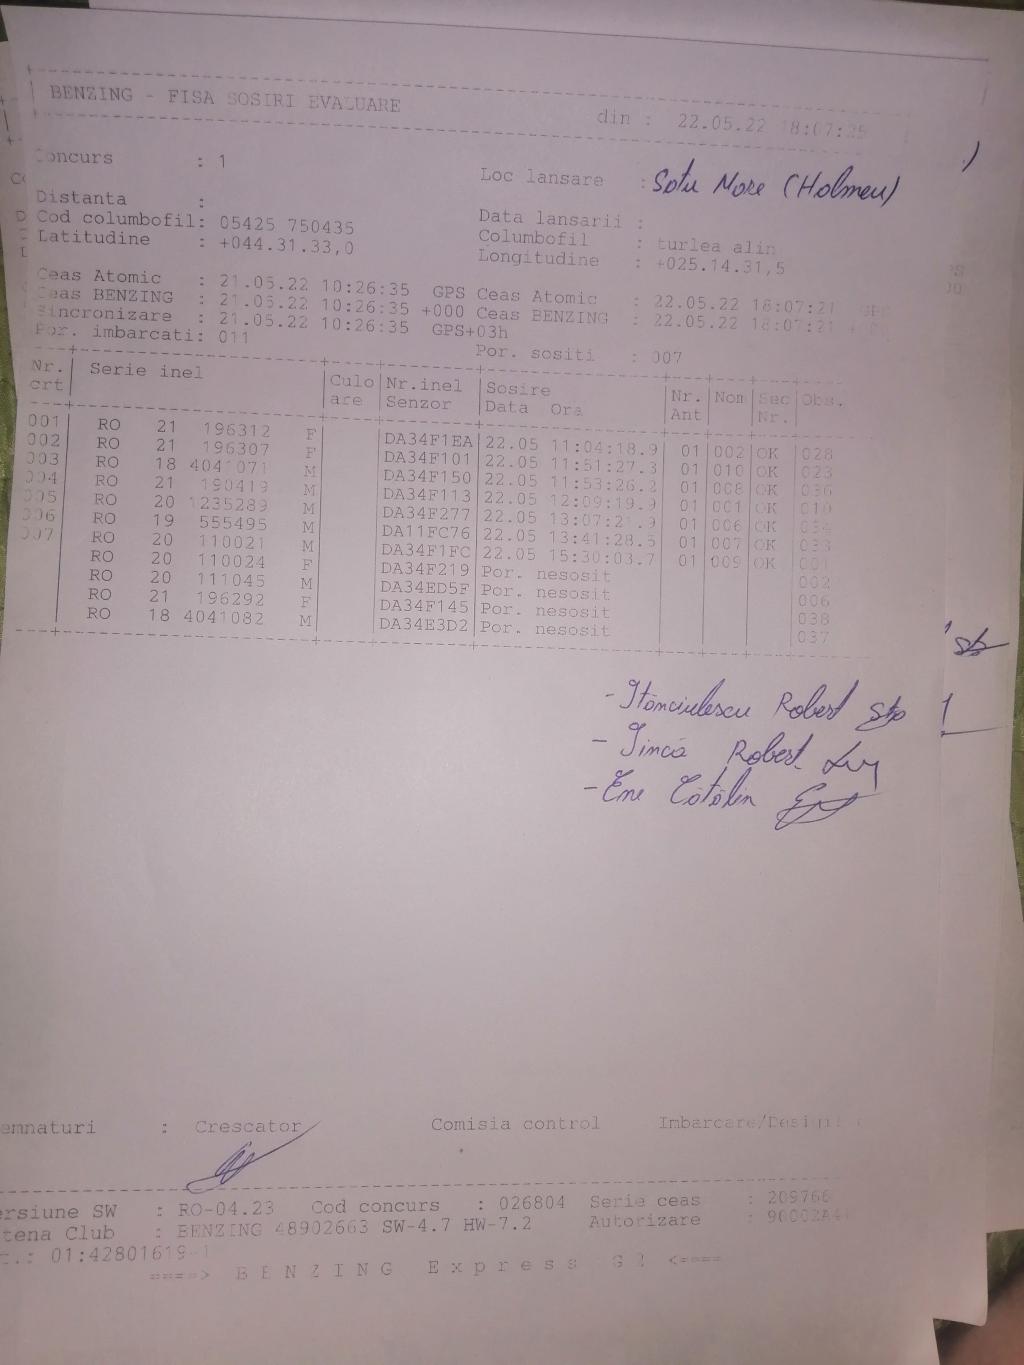 BENZING - FISA SOSIRI EVALUARE din : 22.05.22 18:07:35
Concurs : 1 Loc lansare : Satu Mare (Holmeu)
Distanta : Data lansarii :
Cod columbofil: 05425 750435 Columbofil : turlea alin
Latitudine : +044.31.33,0 Longitudine : +025.14.31,5
Ceas Atomic : 21.05.22 10:26:35 GPS Ceas Atomic : 22.05.22 18:07:21
Ceas BENZING : 21.05.22 10:26:35 +000 Ceas BENZING : 22.05.22 18:07:21
Sincronizare : 21.05.22 10:26:35 GPS+03h
Por. imbarcati: 011 Por. sositi : 007
Nr. crt Serie inel Culo are Nr.inel Senzor Sosire Data Ora Nr. Ant Nom Sec Nr. Obs.
001 RO 21 196312 F DA34F1EA 22.05 11:04:18.9 01 002 OK 028
002 RO 21 196307 F DA34F101 22.05 11:51:27.3 01 010 OK 023
003 RO 18 4041071 M DA34F150 22.05 11:53:26.2 01 008 OK 036
004 RO 21 190419 M DA34F113 22.05 12:09:19.9 01 001 OK 010
005 RO 20 1235289 M DA34F277 22.05 13:07:21.9 01 006 OK 034
006 RO 19 555495 M DA11FC76 22.05 13:41:28.5 01 007 OK 033
007 RO 20 110021 M DA34F1FC 22.05 15:30:03.7 01 009 OK 001
RO 20 110024 F DA34F219 Por. nesosit 002
RO 20 111045 M DA34ED5F Por. nesosit 006
RO 21 196292 F DA34F145 Por. nesosit 038
RO 18 4041082 M DA34E3D2 Por. nesosit 037
- Stănciulescu Robert
- Tincă Robert
- Ene Cătălin
emnaturi : Crescator Comisia control Imbarcare/
ersiune SW : RO-04.23 Cod concurs : 026804 Serie ceas : 209766
tena Club : BENZING 48902663 SW-4.7 HW-7.2 Autorizare : 90002A4
.: 01:42801619-1
====> BENZING Express G2 <====